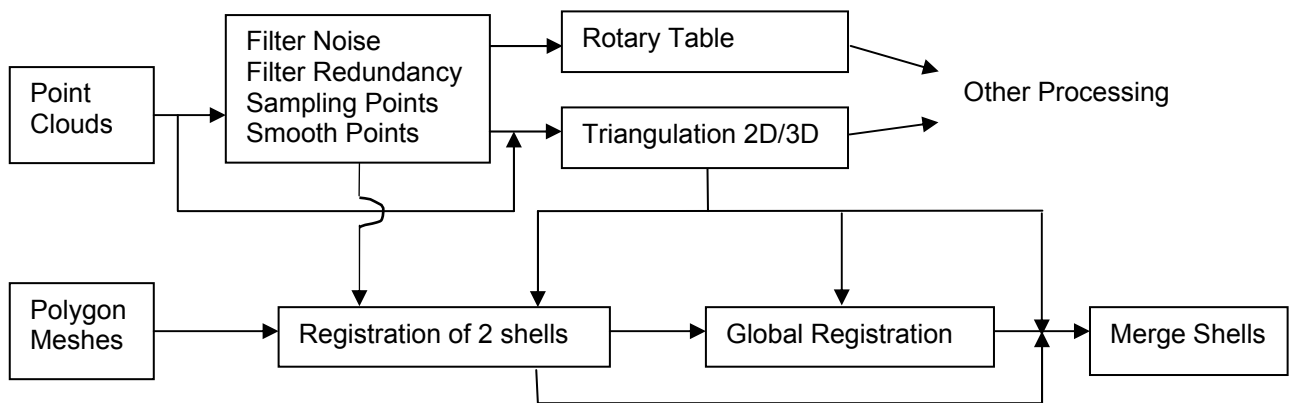 Point
Clouds
Filter Noise
Filter Redundancy
Sampling Points
Smooth Points
Rotary Table
Triangulation 2D/3D
Other Processing
Polygon
Meshes
Registration of 2 shells
Global Registration
Merge Shells